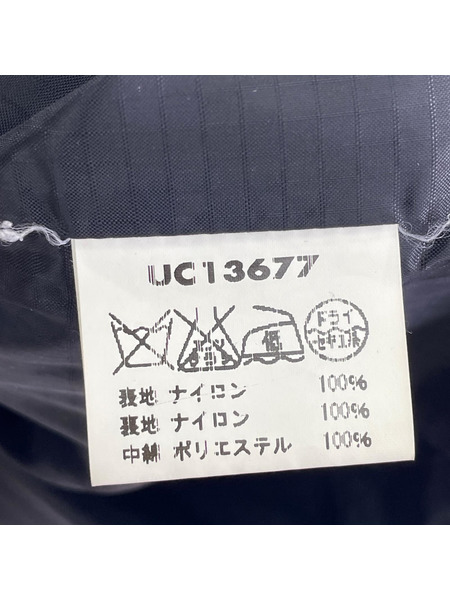 UC13677
低
ドライ
セキユ系
表地 ナイロン 100%
裏地 ナイロン 100%
中綿 ポリエステル 100%